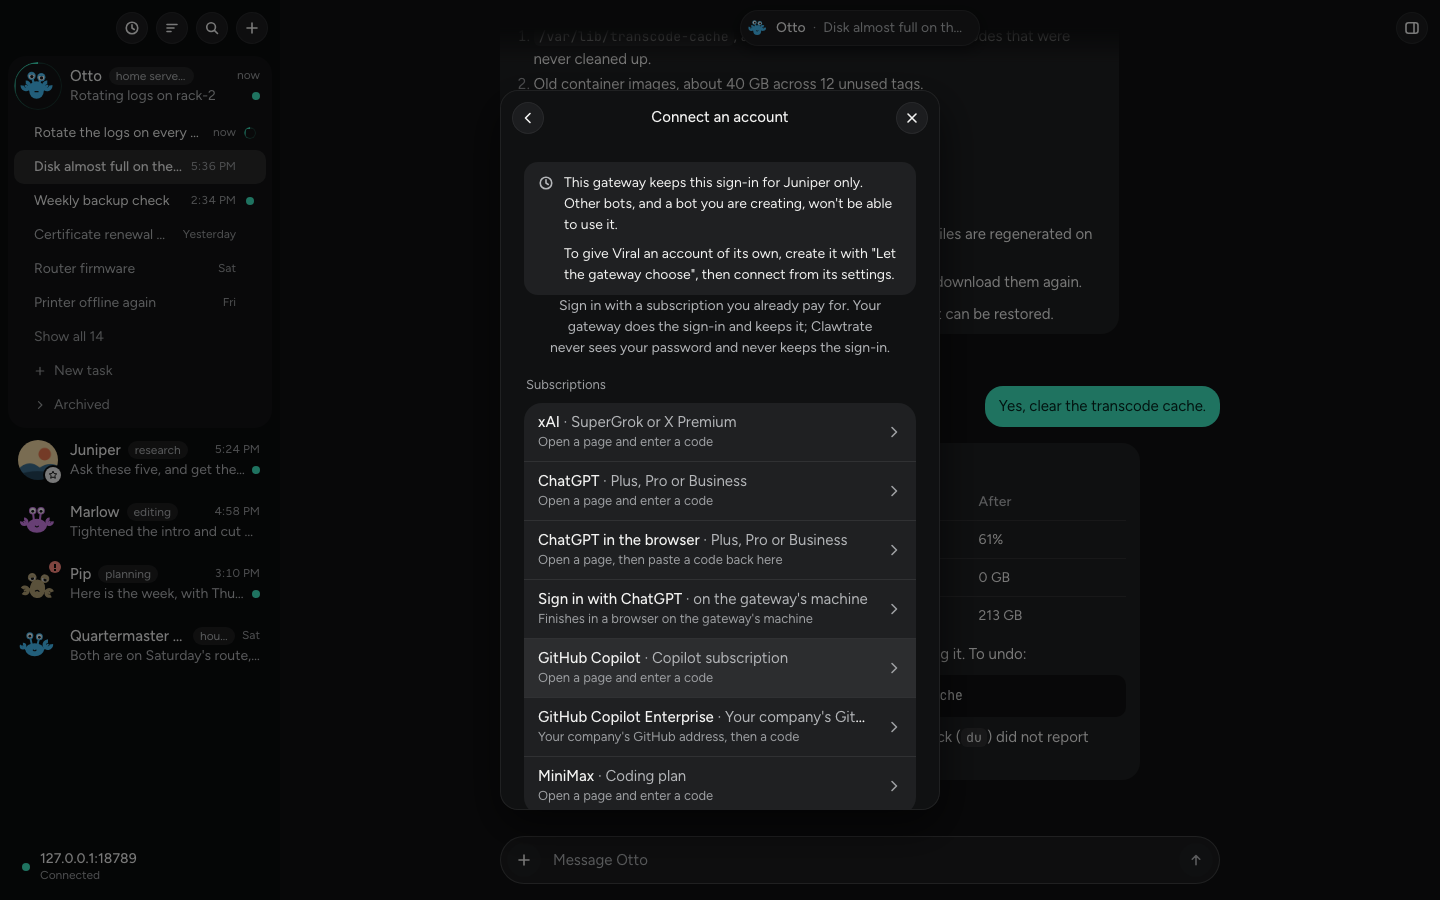 Otto home serve... now
Rotating logs on rack-2
Rotate the logs on every ... now
Disk almost full on the... 5:36 PM
Weekly backup check 2:34 PM
Certificate renewal ... Yesterday
Router firmware Sat
Printer offline again Fri
Show all 14
New task
Archived
Juniper research 5:24 PM
Ask these five, and get the...
Marlow editing 4:58 PM
Tightened the intro and cut ...
Pip planning 3:10 PM
Here is the week, with Thu...
Quartermaster ... hou... Sat
Both are on Saturday's route,...
127.0.0.1:18789
Connected
Otto · Disk almost full on th...
1. /var/lib/transcode-cache, des that were
never cleaned up.
2. Old container images, about 40 GB across 12 unused tags.
Connect an account
This gateway keeps this sign-in for Juniper only.
Other bots, and a bot you are creating, won't be able
to use it.
To give Viral an account of its own, create it with "Let
the gateway choose", then connect from its settings.
Sign in with a subscription you already pay for. Your
gateway does the sign-in and keeps it; Clawtrate
never sees your password and never keeps the sign-in.
Subscriptions
xAI · SuperGrok or X Premium
Open a page and enter a code
ChatGPT · Plus, Pro or Business
Open a page and enter a code
ChatGPT in the browser · Plus, Pro or Business
Open a page, then paste a code back here
Sign in with ChatGPT · on the gateway's machine
Finishes in a browser on the gateway's machine
GitHub Copilot · Copilot subscription
Open a page and enter a code
GitHub Copilot Enterprise · Your company's Git...
Your company's GitHub address, then a code
MiniMax · Coding plan
Open a page and enter a code
iles are regenerated on
download them again.
can be restored.
Yes, clear the transcode cache.
After
61%
0 GB
213 GB
g it. To undo:
che
ck (du) did not report
Message Otto